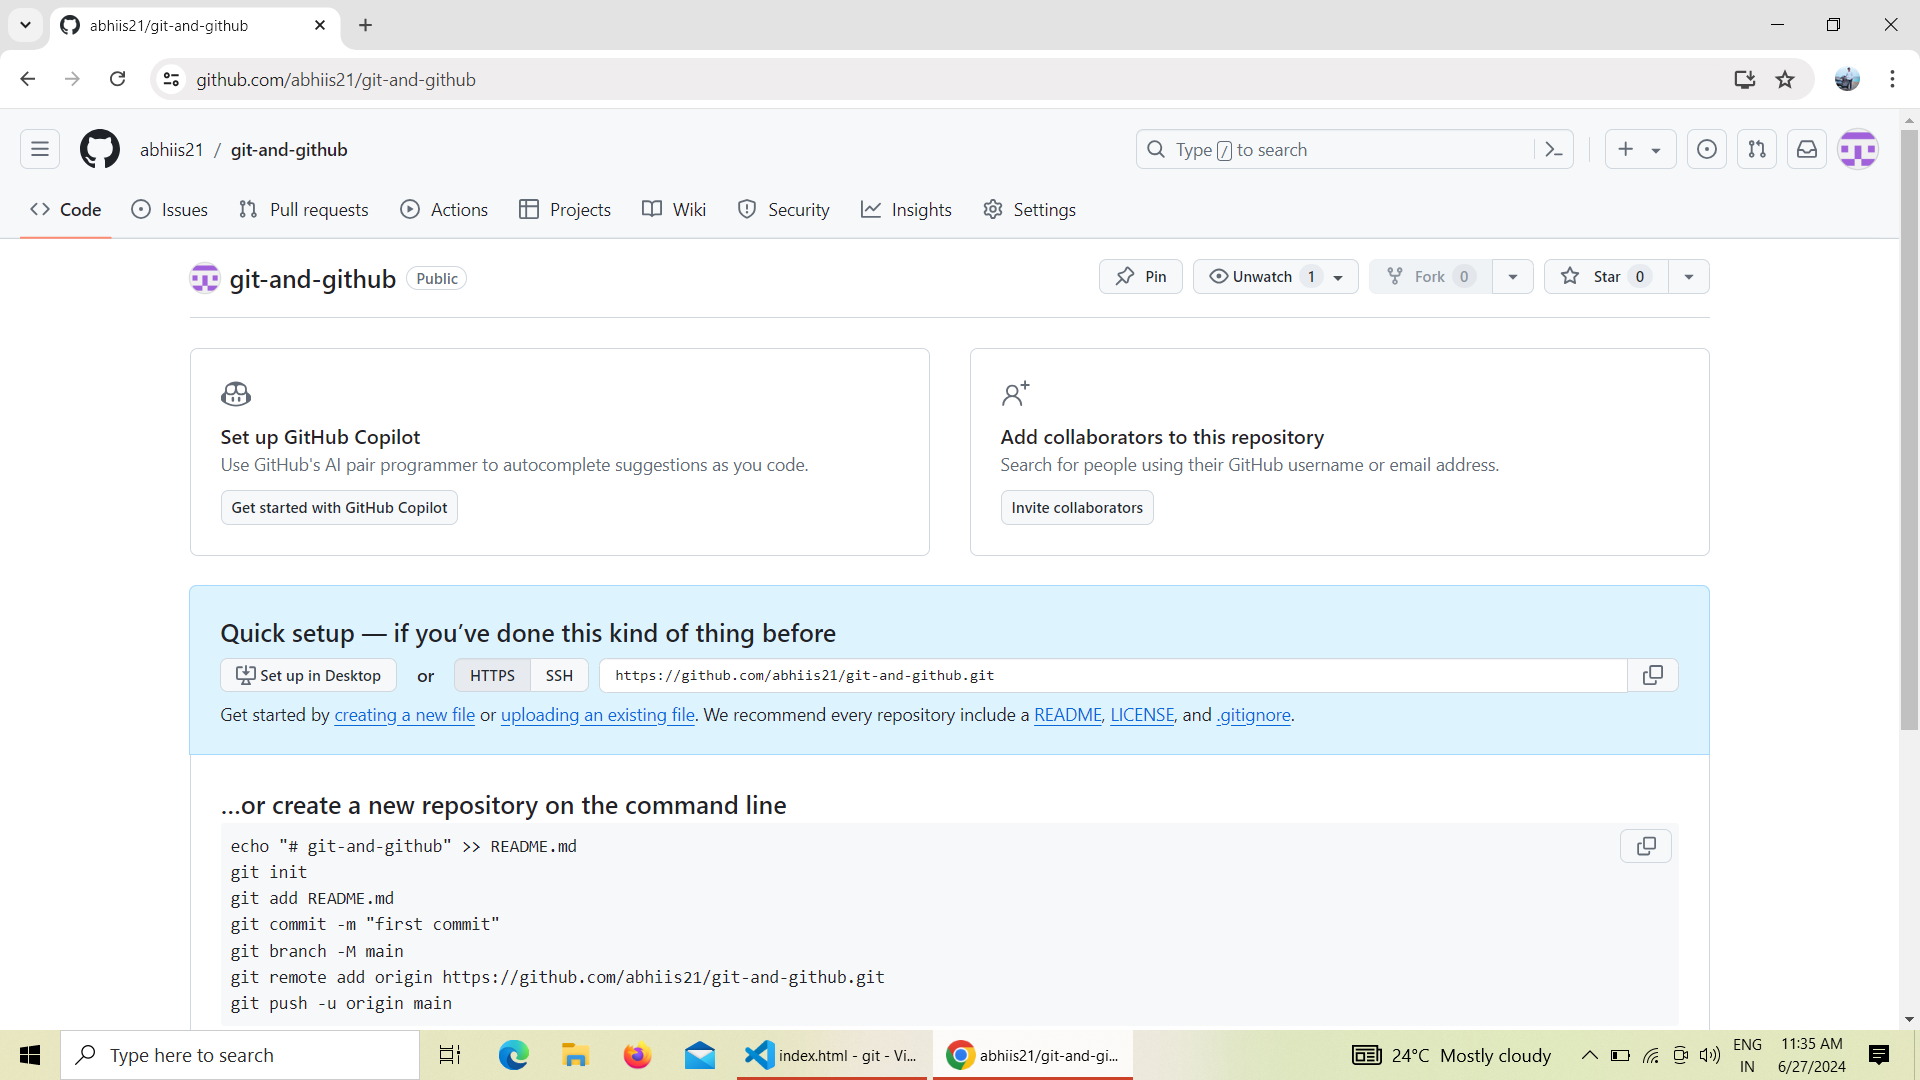 abhiis21/git-and-github
github.com/abhiis21/git-and-github
abhiis21 / git-and-github
Type / to search
Code Issues Pull requests Actions Projects Wiki Security Insights Settings
git-and-github Public
Pin Unwatch 1 Fork 0 Star 0
Set up GitHub Copilot
Use GitHub's AI pair programmer to autocomplete suggestions as you code.
Get started with GitHub Copilot
Add collaborators to this repository
Search for people using their GitHub username or email address.
Invite collaborators
Quick setup — if you’ve done this kind of thing before
Set up in Desktop or HTTPS SSH https://github.com/abhiis21/git-and-github.git
Get started by creating a new file or uploading an existing file. We recommend every repository include a README, LICENSE, and .gitignore.
…or create a new repository on the command line
echo "# git-and-github" >> README.md
git init
git add README.md
git commit -m "first commit"
git branch -M main
git remote add origin https://github.com/abhiis21/git-and-github.git
git push -u origin main
Type here to search
index.html - git - Vi...
abhiis21/git-and-gi...
24°C Mostly cloudy
ENG
IN
11:35 AM
6/27/2024